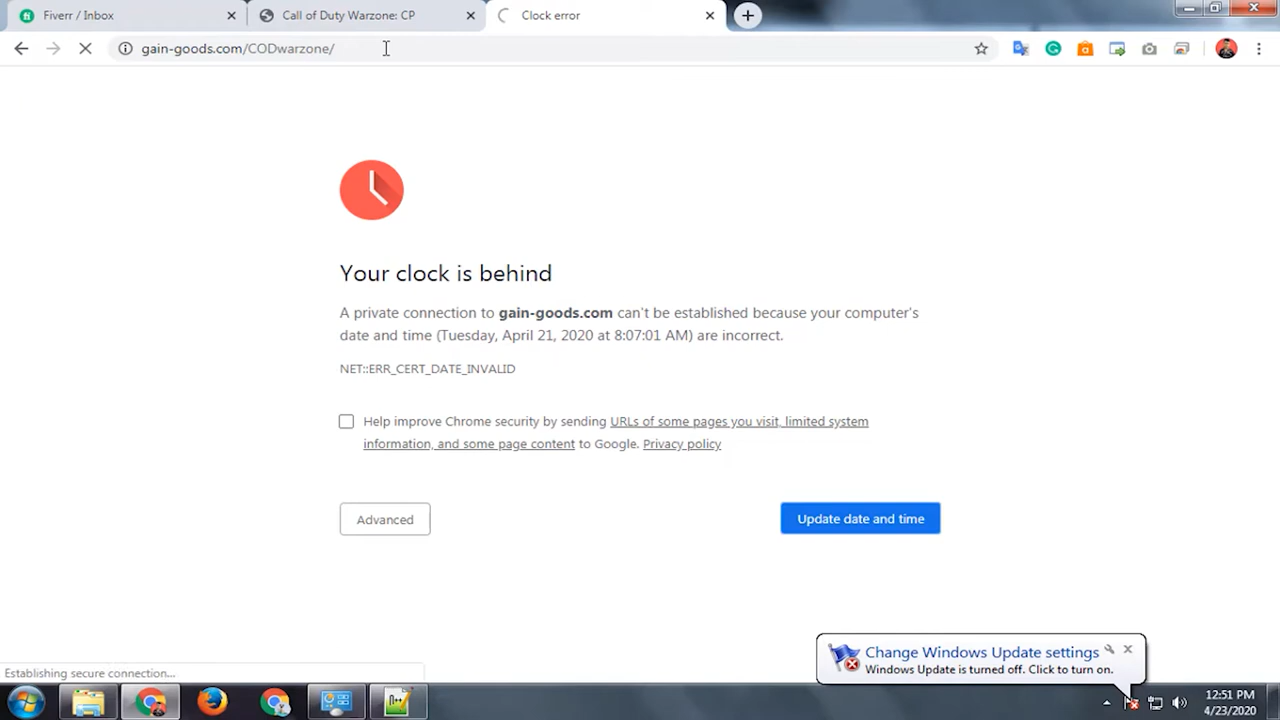 Fiverr / Inbox
Call of Duty Warzone: CP
Clock error
gain-goods.com/CODwarzone/
Your clock is behind
A private connection to gain-goods.com can't be established because your computer's
date and time (Tuesday, April 21, 2020 at 8:07:01 AM) are incorrect.
NET::ERR_CERT_DATE_INVALID
Help improve Chrome security by sending URLs of some pages you visit, limited system
information, and some page content to Google. Privacy policy
Advanced
Update date and time
Change Windows Update settings
Windows Update is turned off. Click to turn on.
Establishing secure connection...
12:51 PM
4/23/2020